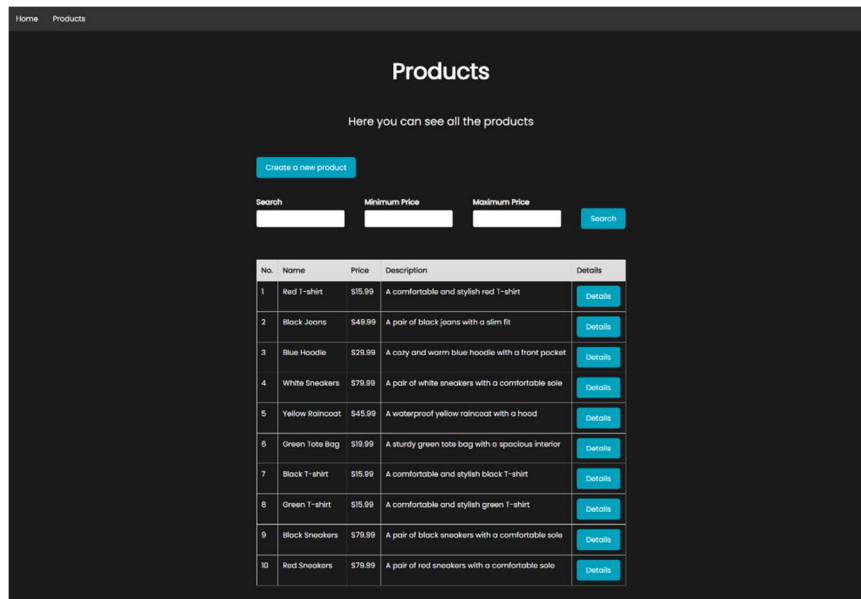 Home Products
Products
Here you can see all the products
Create a new product
Search Minimum Price Maximum Price
Search
No. Name Price Description Details
1 Red T-shirt $15.99 A comfortable and stylish red T-shirt Details
2 Black Jeans $49.99 A pair of black jeans with a slim fit Details
3 Blue Hoodie $29.99 A cozy and warm blue hoodie with a front pocket Details
4 White Sneakers $79.99 A pair of white sneakers with a comfortable sole Details
5 Yellow Raincoat $45.99 A waterproof yellow raincoat with a hood Details
6 Green Tote Bag $19.99 A sturdy green tote bag with a spacious interior Details
7 Black T-shirt $15.99 A comfortable and stylish black T-shirt Details
8 Green T-shirt $15.99 A comfortable and stylish green T-shirt Details
9 Black Sneakers $79.99 A pair of black sneakers with a comfortable sole Details
10 Red Sneakers $79.99 A pair of red sneakers with a comfortable sole Details